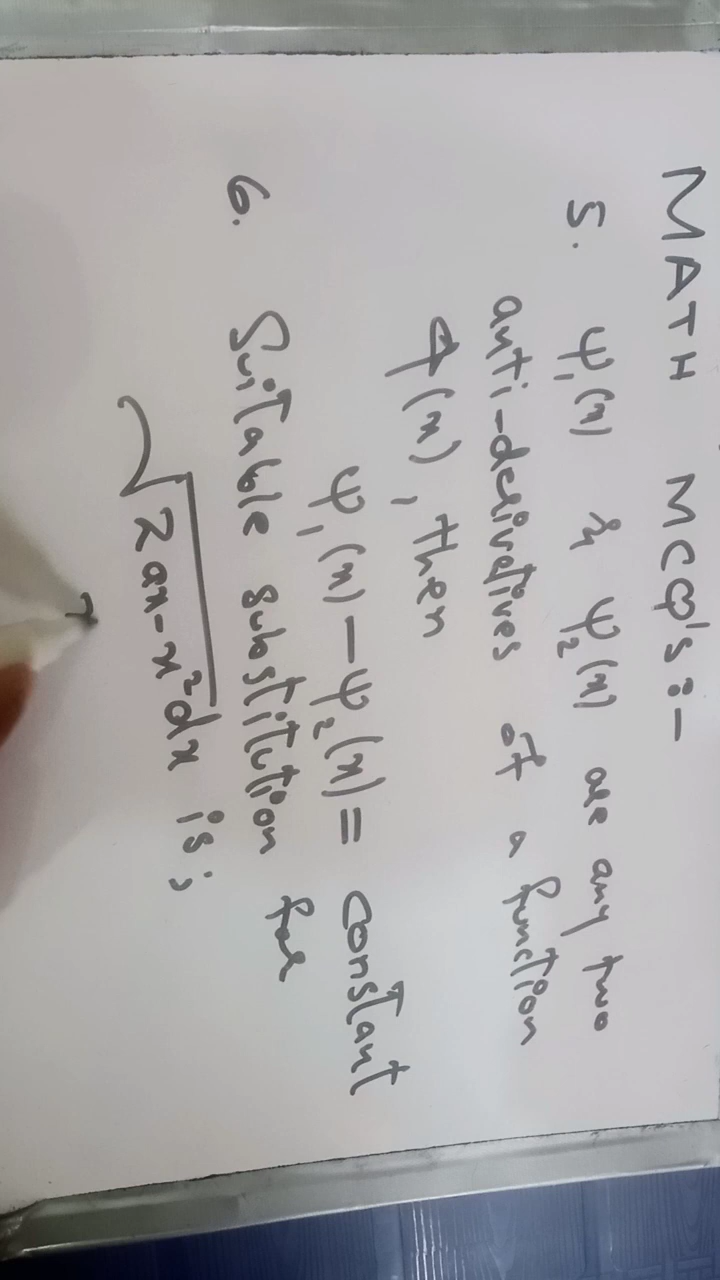 MATH MCQ's:-
5. Ψ₁(x) & Ψ₂(x) are any two
anti-derivatives of a function
φ(x), then
Ψ₁(x) - Ψ₂(x) = constant
6. Suitable substitution for
√2ax-x² dx is;